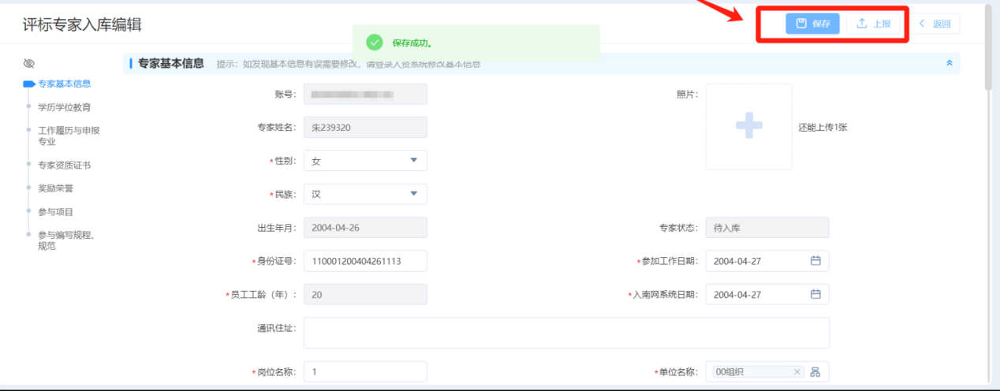 评标专家入库编辑
保存 上报 返回
保存成功。
专家基本信息 提示：如发现基本信息有误需要修改，请登录人资系统修改基本信息
专家基本信息
学历学位教育
工作履历与申报
专业
专家资质证书
奖励荣誉
参与项目
参与编写规程、
规范
账号：
照片：
还能上传1张
专家姓名： 朱239320
*性别： 女
*民族： 汉
出生年月： 2004-04-26
专家状态： 待入库
*身份证号： 110001200404261113
*参加工作日期： 2004-04-27
*员工工龄（年）： 20
*入南网系统日期： 2004-04-27
通讯住址：
*岗位名称： 1
*单位名称： 00组织